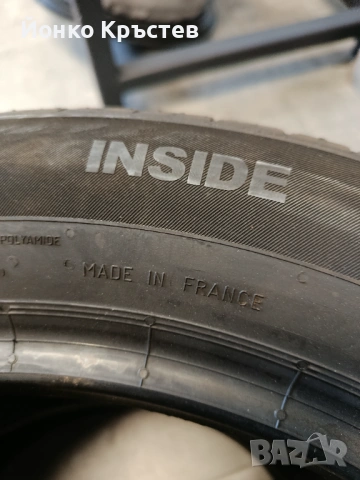 Йонко Кръстев
INSIDE
POLYAMIDE
MADE IN FRANCE
BAZAR